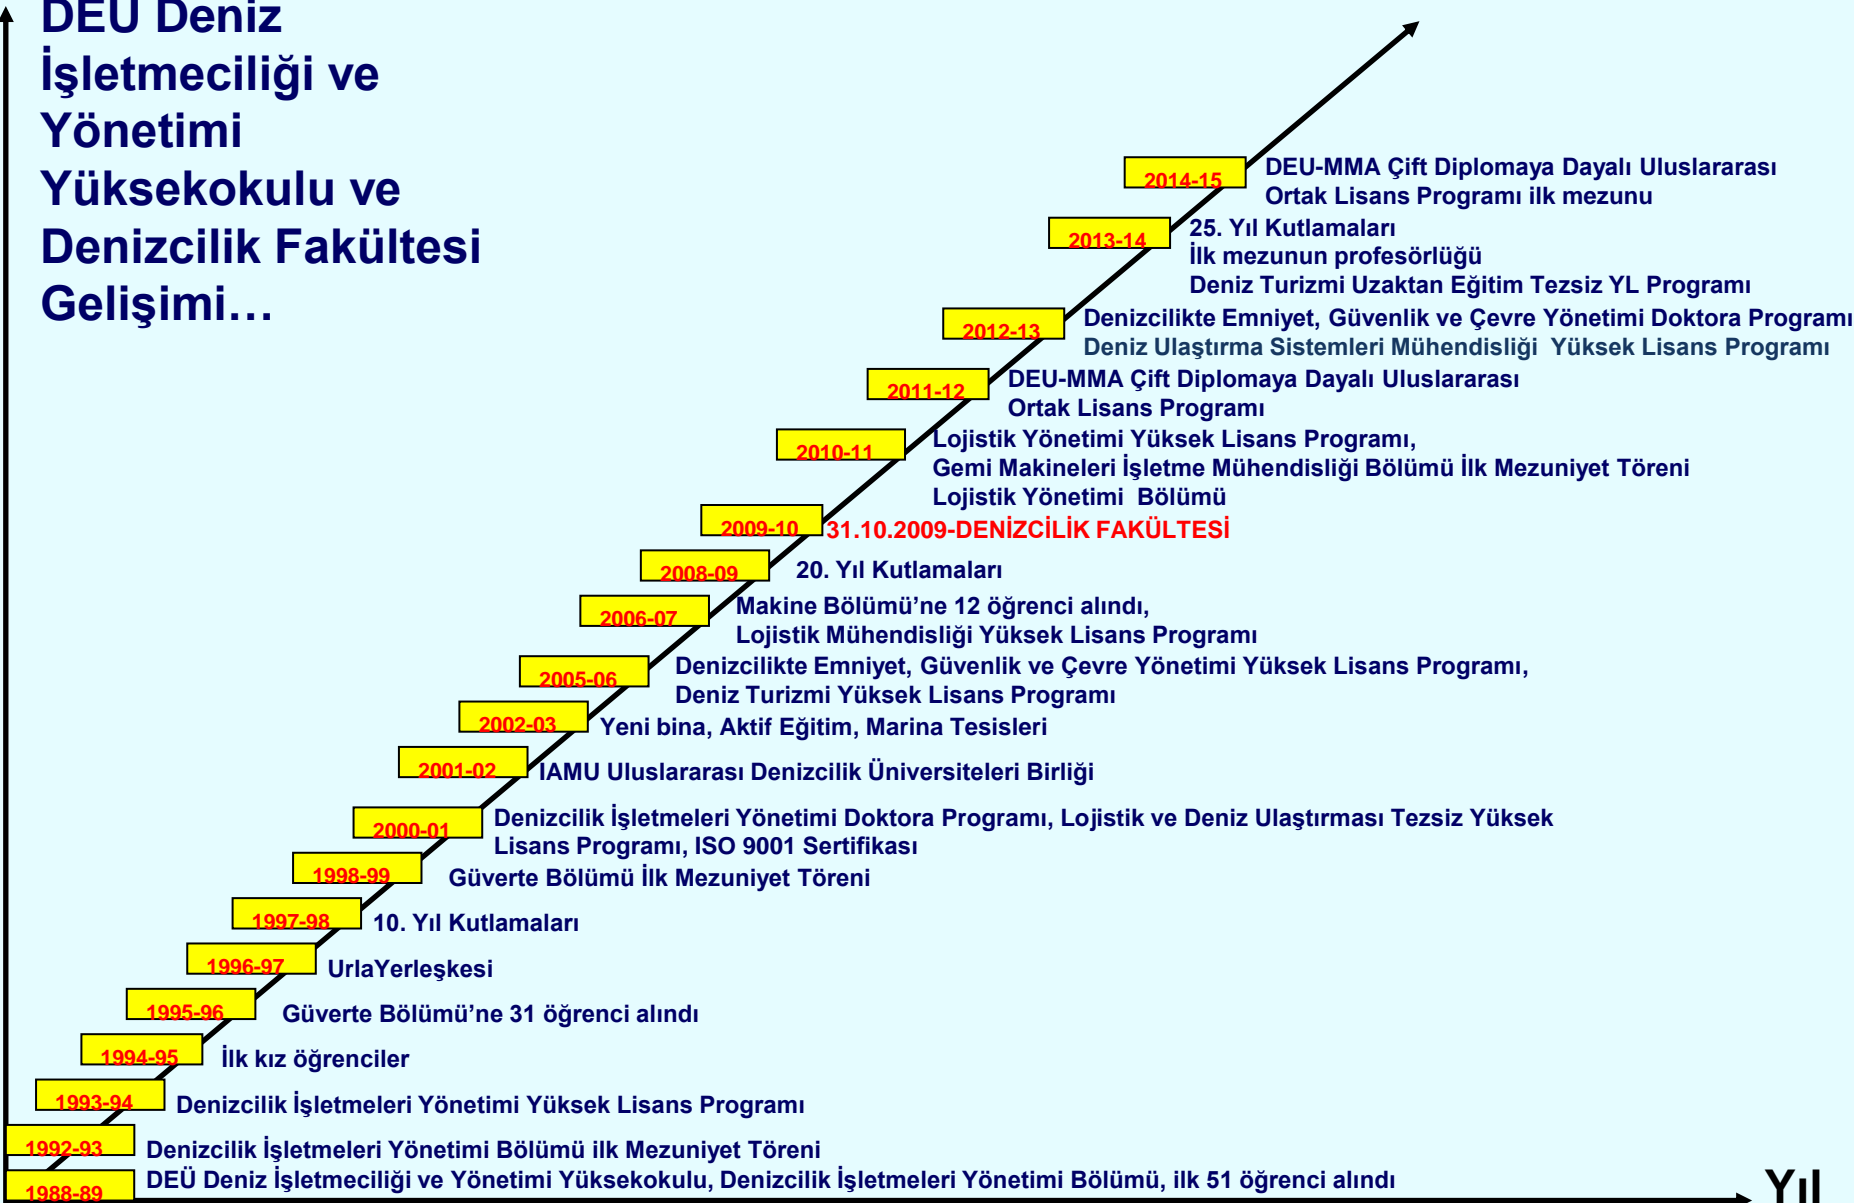 DEÜ Deniz
İşletmeciliği ve
Yönetimi
Yüksekokulu ve
Denizcilik Fakültesi
Gelişimi…
2014-15
DEU-MMA Çift Diplomaya Dayalı Uluslararası
Ortak Lisans Programı ilk mezunu
2013-14
25. Yıl Kutlamaları
İlk mezunun profesörlüğü
Deniz Turizmi Uzaktan Eğitim Tezsiz YL Programı
2012-13
Denizcilikte Emniyet, Güvenlik ve Çevre Yönetimi Doktora Programı
Deniz Ulaştırma Sistemleri Mühendisliği Yüksek Lisans Programı
2011-12
DEU-MMA Çift Diplomaya Dayalı Uluslararası
Ortak Lisans Programı
2010-11
Lojistik Yönetimi Yüksek Lisans Programı,
Gemi Makineleri İşletme Mühendisliği Bölümü İlk Mezuniyet Töreni
Lojistik Yönetimi Bölümü
2009-10
31.10.2009-DENİZCİLİK FAKÜLTESİ
2008-09
20. Yıl Kutlamaları
2006-07
Makine Bölümü’ne 12 öğrenci alındı,
Lojistik Mühendisliği Yüksek Lisans Programı
2005-06
Denizcilikte Emniyet, Güvenlik ve Çevre Yönetimi Yüksek Lisans Programı,
Deniz Turizmi Yüksek Lisans Programı
2002-03
Yeni bina, Aktif Eğitim, Marina Tesisleri
2001-02
IAMU Uluslararası Denizcilik Üniversiteleri Birliği
2000-01
Denizcilik İşletmeleri Yönetimi Doktora Programı, Lojistik ve Deniz Ulaştırması Tezsiz Yüksek
Lisans Programı, ISO 9001 Sertifikası
1998-99
Güverte Bölümü İlk Mezuniyet Töreni
1997-98
10. Yıl Kutlamaları
1996-97
UrlaYerleşkesi
1995-96
Güverte Bölümü’ne 31 öğrenci alındı
1994-95
İlk kız öğrenciler
1993-94
Denizcilik İşletmeleri Yönetimi Yüksek Lisans Programı
1992-93
Denizcilik İşletmeleri Yönetimi Bölümü ilk Mezuniyet Töreni
1988-89
DEÜ Deniz İşletmeciliği ve Yönetimi Yüksekokulu, Denizcilik İşletmeleri Yönetimi Bölümü, ilk 51 öğrenci alındı
Yıl